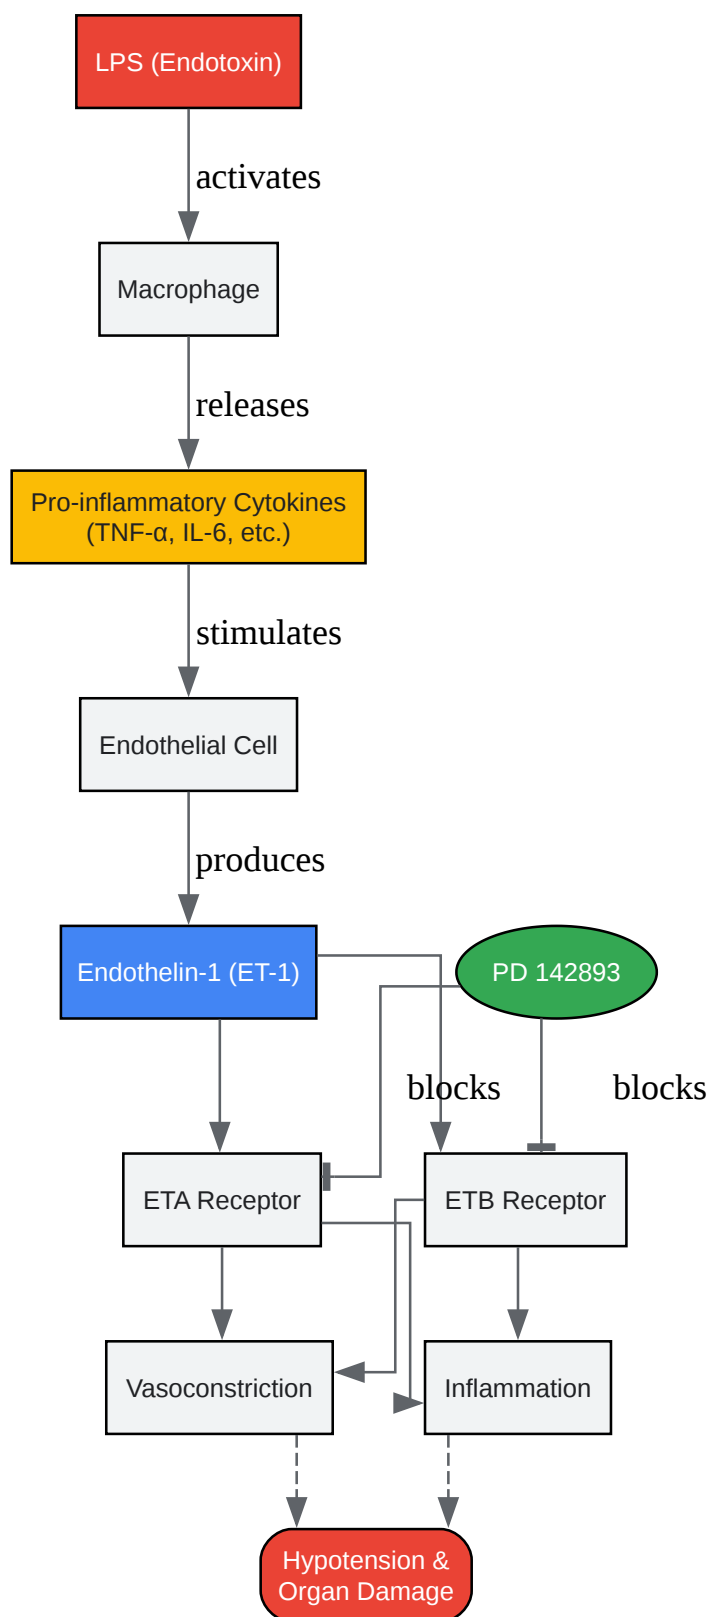 LPS (Endotoxin)
activates
Macrophage
releases
Pro-inflammatory Cytokines
(TNF-α, IL-6, etc.)
stimulates
Endothelial Cell
produces
Endothelin-1 (ET-1)
PD 142893
blocks
blocks
ETA Receptor
ETB Receptor
Vasoconstriction
Inflammation
Hypotension &
Organ Damage